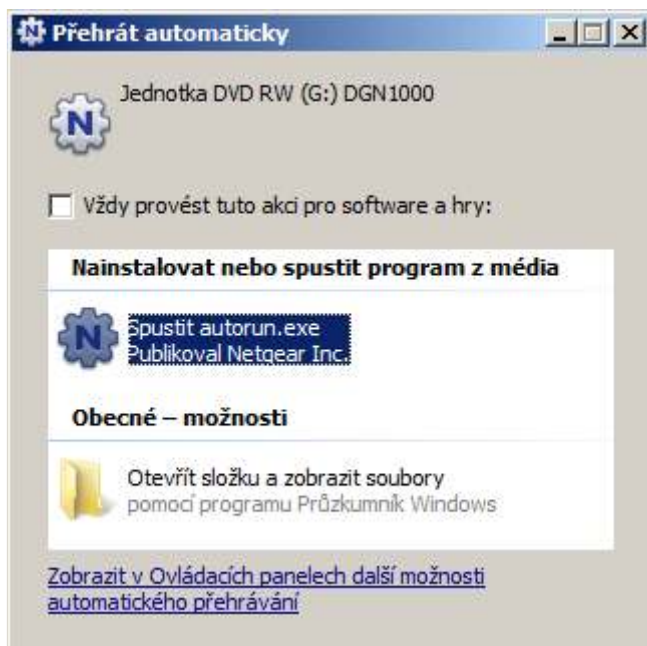 Přehrát automaticky
Jednotka DVD RW (G:) DGN1000
Vždy provést tuto akci pro software a hry:
Nainstalovat nebo spustit program z média
Spustit autorun.exe
Publikoval Netgear Inc.
Obecné – možnosti
Otevřít složku a zobrazit soubory
pomocí programu Průzkumník Windows
Zobrazit v Ovládacích panelech další možnosti
automatického přehrávání